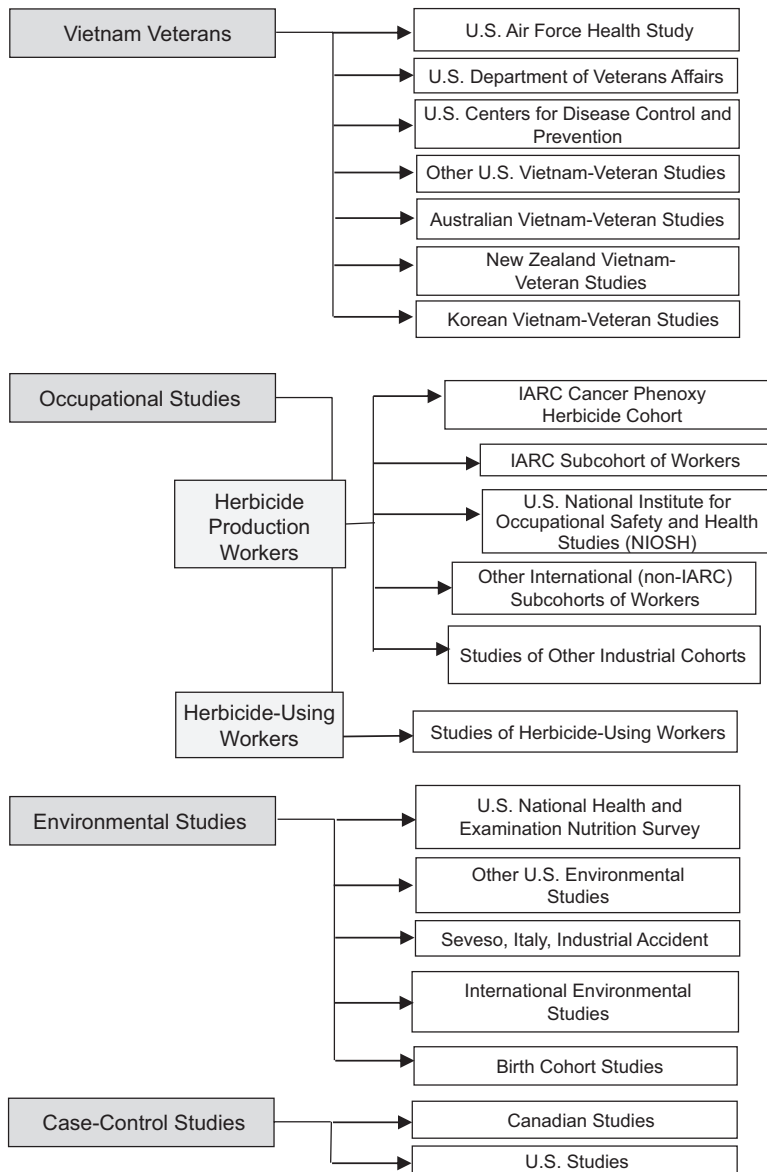 Vietnam Veterans
U.S. Air Force Health Study
U.S. Department of Veterans Affairs
U.S. Centers for Disease Control and
Prevention
Other U.S. Vietnam-Veteran Studies
Australian Vietnam-Veteran Studies
New Zealand Vietnam-
Veteran Studies
Korean Vietnam-Veteran Studies
Occupational Studies
Herbicide
Production
Workers
IARC Cancer Phenoxy
Herbicide Cohort
IARC Subcohort of Workers
U.S. National Institute for
Occupational Safety and Health
Studies (NIOSH)
Other International (non-IARC)
Subcohorts of Workers
Studies of Other Industrial Cohorts
Herbicide-Using
Workers
Studies of Herbicide-Using Workers
Environmental Studies
U.S. National Health and
Examination Nutrition Survey
Other U.S. Environmental
Studies
Seveso, Italy, Industrial Accident
International Environmental
Studies
Birth Cohort Studies
Case-Control Studies
Canadian Studies
U.S. Studies